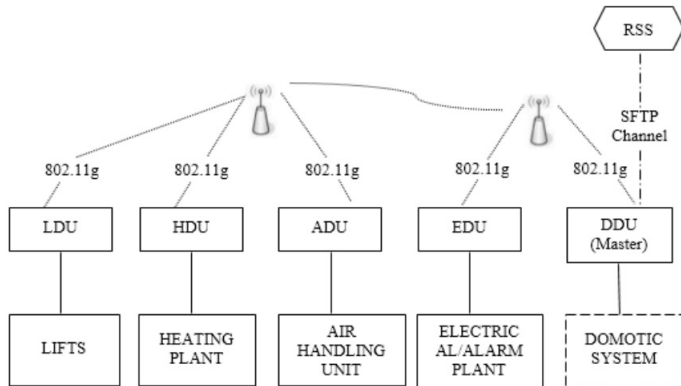 RSS
SFTP
Channel
802.11g
802.11g
802.11g
802.11g
802.11g
LDU
HDU
ADU
EDU
DDU
(Master)
LIFTS
HEATING
PLANT
AIR
HANDLING
UNIT
ELECTRIC
AL/ALARM
PLANT
DOMOTIC
SYSTEM